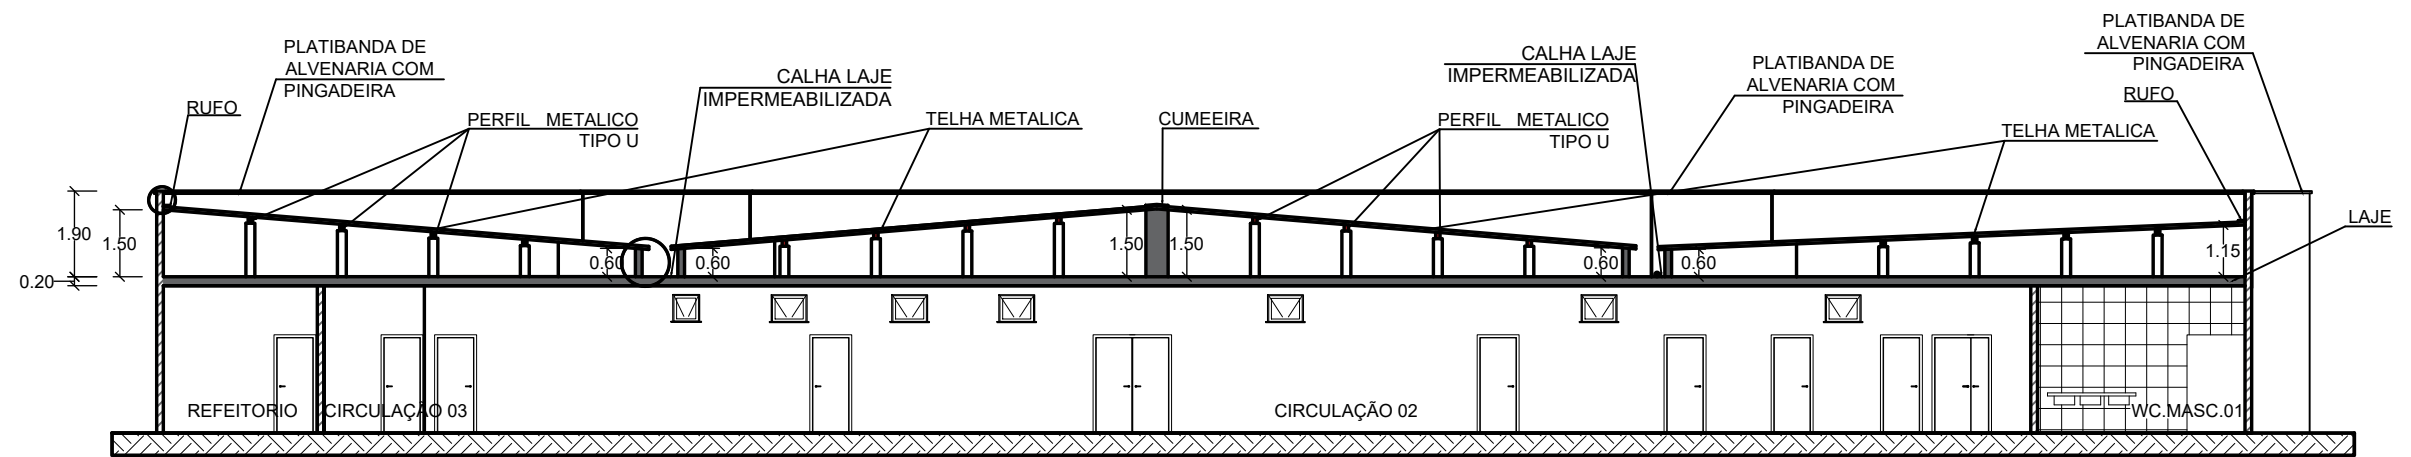 PLATIBANDA DE
ALVENARIA COM
PINGADEIRA
RUFO
PERFIL METALICO
TIPO U
CALHA LAJE
IMPERMEABILIZADA
TELHA METALICA
CUMEEIRA
PERFIL METALICO
TIPO U
CALHA LAJE
IMPERMEABILIZADA
PLATIBANDA DE
ALVENARIA COM
PINGADEIRA
TELHA METALICA
PLATIBANDA DE
ALVENARIA COM
PINGADEIRA
RUFO
LAJE
1.90
1.50
0.20
0.60
0.60
1.50
1.50
0.60
0.60
1.15
REFEITORIO
CIRCULAÇÃO 03
CIRCULAÇÃO 02
WC.MASC.01